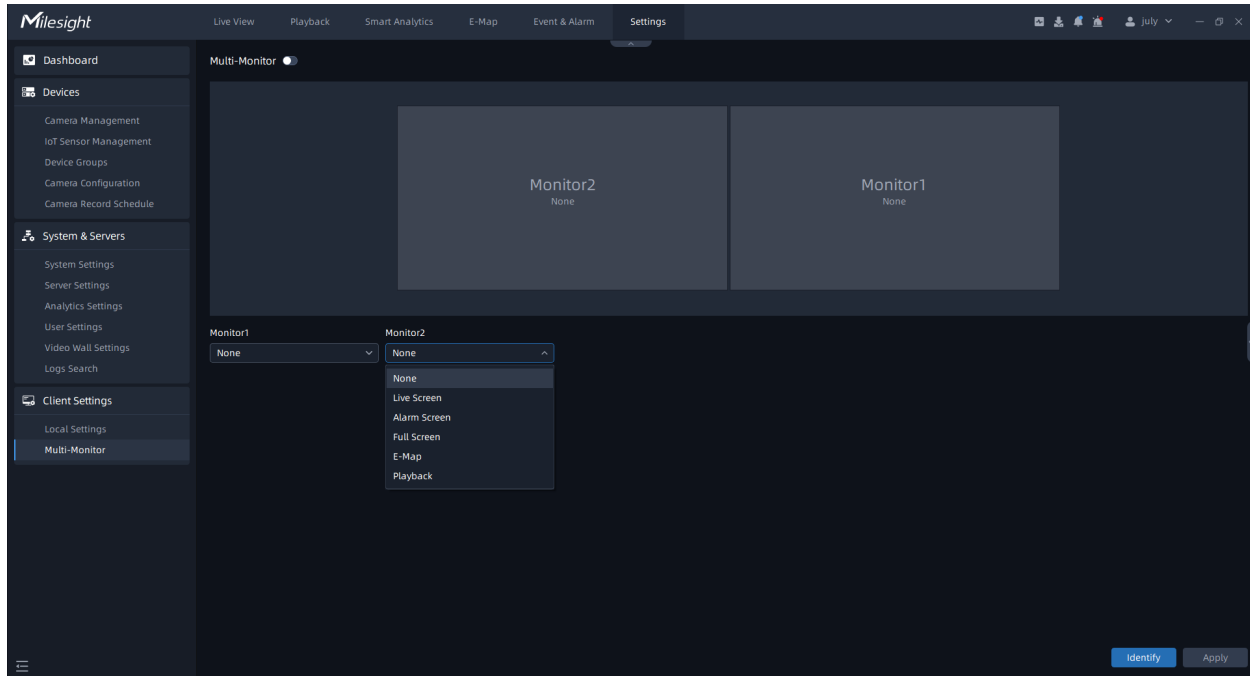 Milesight
Live View Playback Smart Analytics E-Map Event & Alarm Settings july
Dashboard
Devices
Camera Management
IoT Sensor Management
Device Groups
Camera Configuration
Camera Record Schedule
System & Servers
System Settings
Server Settings
Analytics Settings
User Settings
Video Wall Settings
Logs Search
Client Settings
Local Settings
Multi-Monitor
Multi-Monitor
Monitor2
None
Monitor1
None
Monitor1 Monitor2
None None
None
Live Screen
Alarm Screen
Full Screen
E-Map
Playback
Identify Apply